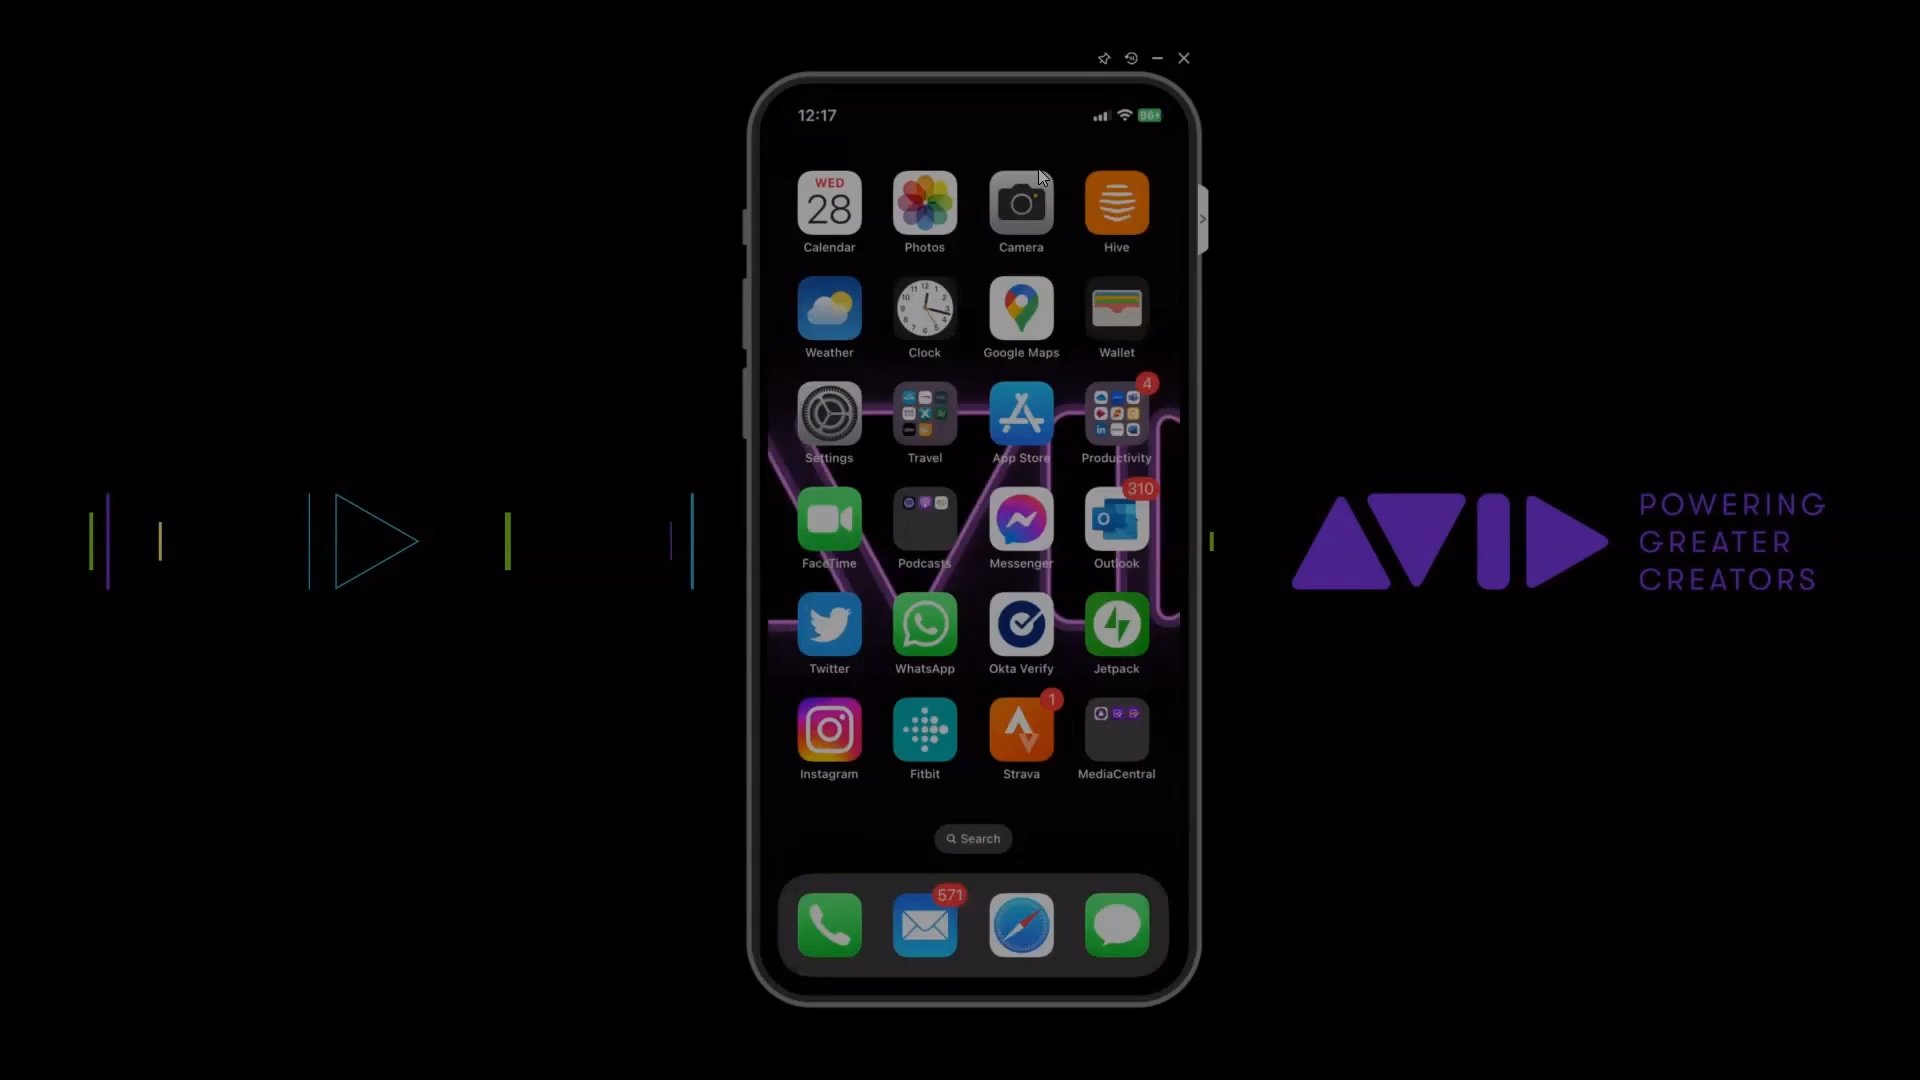 12:17
96
WED
28
Calendar
Photos
Camera
Hive
12
Weather
Clock
Google Maps
Wallet
4
Settings
Travel
App Store
Productivity
310
FaceTime
Podcasts
Messenger
Outlook
Twitter
WhatsApp
Okta Verify
Jetpack
1
Instagram
Fitbit
Strava
MediaCentral
Search
571
AVID
POWERING
GREATER
CREATORS